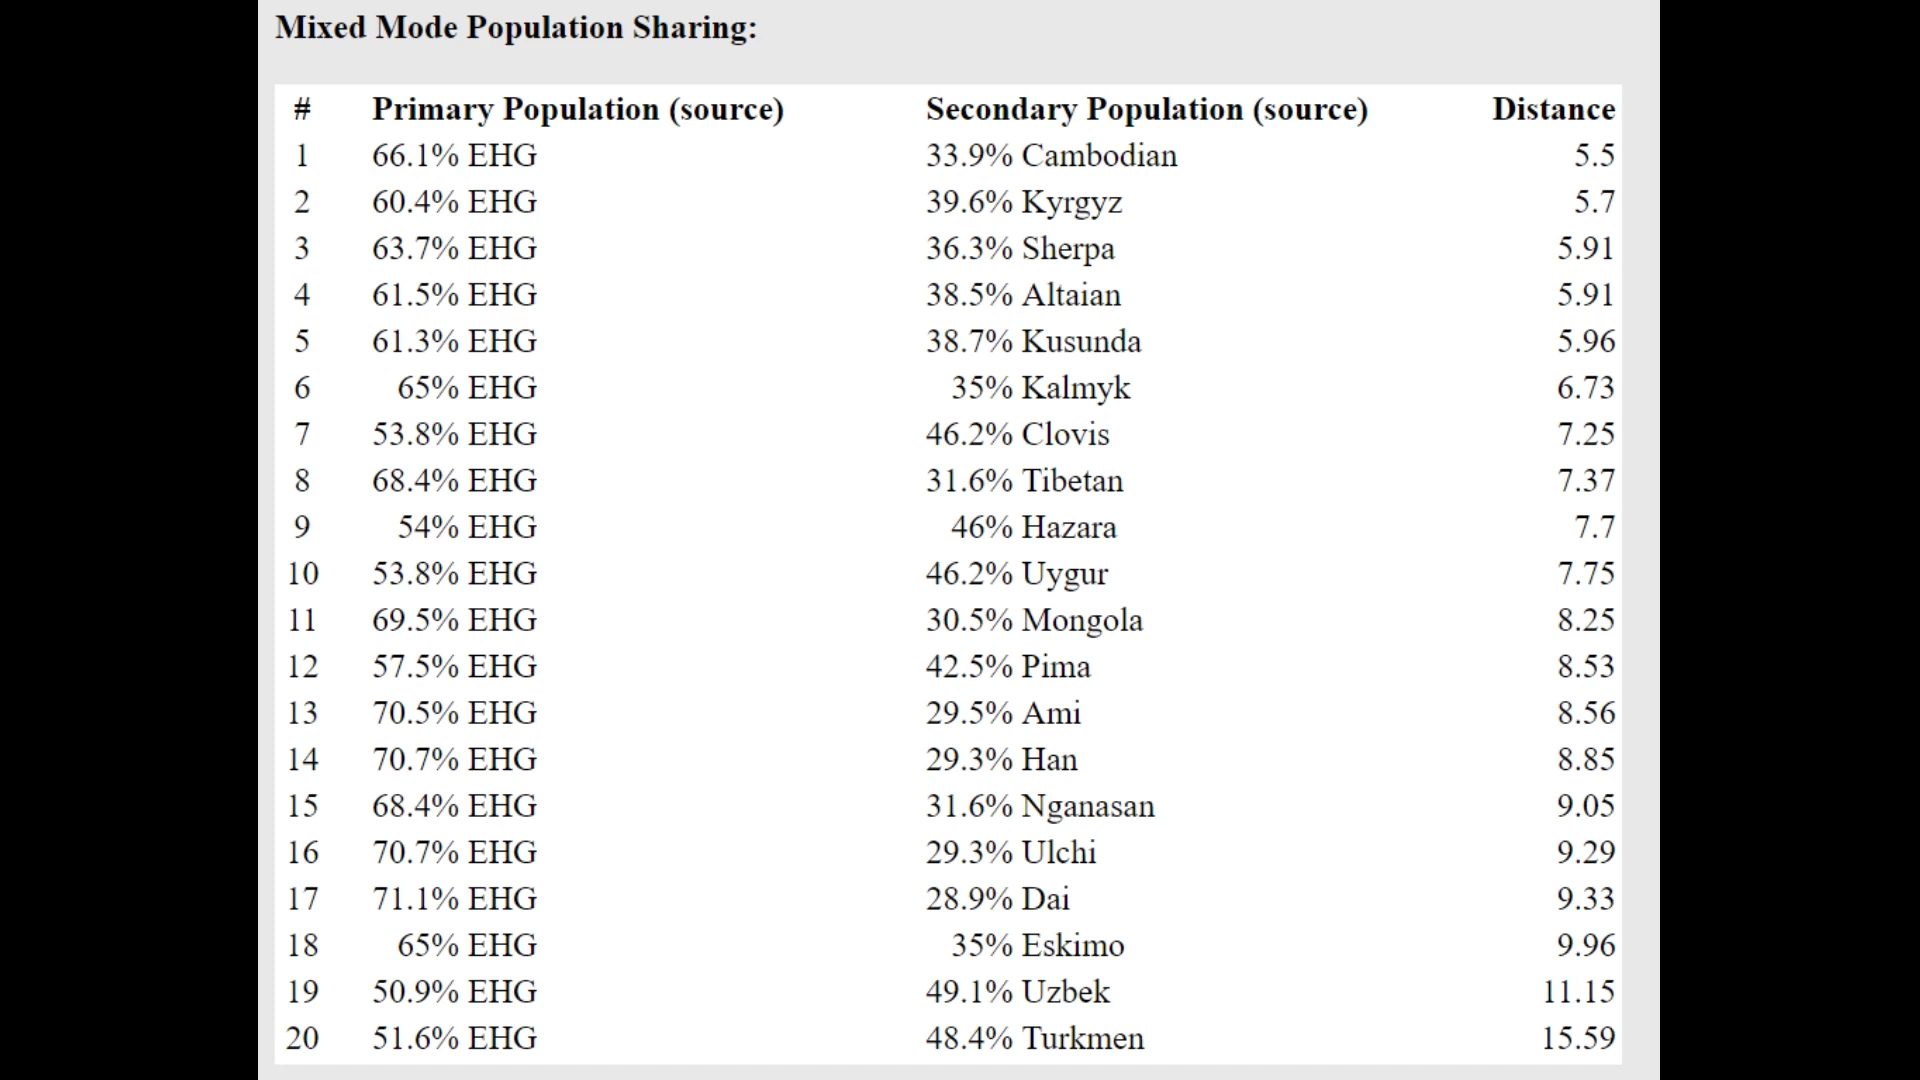 Mixed Mode Population Sharing:
# Primary Population (source) Secondary Population (source) Distance
1 66.1% EHG 33.9% Cambodian 5.5
2 60.4% EHG 39.6% Kyrgyz 5.7
3 63.7% EHG 36.3% Sherpa 5.91
4 61.5% EHG 38.5% Altaian 5.91
5 61.3% EHG 38.7% Kusunda 5.96
6 65% EHG 35% Kalmyk 6.73
7 53.8% EHG 46.2% Clovis 7.25
8 68.4% EHG 31.6% Tibetan 7.37
9 54% EHG 46% Hazara 7.7
10 53.8% EHG 46.2% Uygur 7.75
11 69.5% EHG 30.5% Mongola 8.25
12 57.5% EHG 42.5% Pima 8.53
13 70.5% EHG 29.5% Ami 8.56
14 70.7% EHG 29.3% Han 8.85
15 68.4% EHG 31.6% Nganasan 9.05
16 70.7% EHG 29.3% Ulchi 9.29
17 71.1% EHG 28.9% Dai 9.33
18 65% EHG 35% Eskimo 9.96
19 50.9% EHG 49.1% Uzbek 11.15
20 51.6% EHG 48.4% Turkmen 15.59